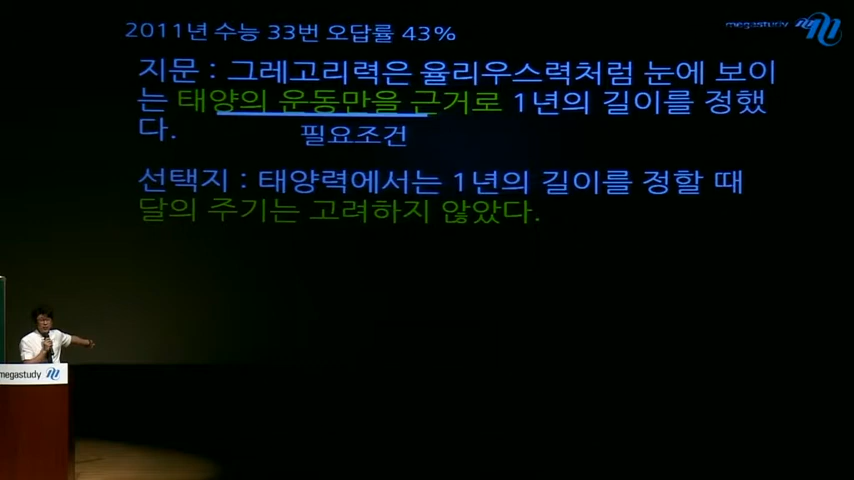 2011년 수능 33번 오답률 43%
megastudy
지문 : 그레고리력은 율리우스력처럼 눈에 보이
는 태양의 운동만을 근거로 1년의 길이를 정했
다.
필요조건
선택지 : 태양력에서는 1년의 길이를 정할 때
달의 주기는 고려하지 않았다.
megastudy